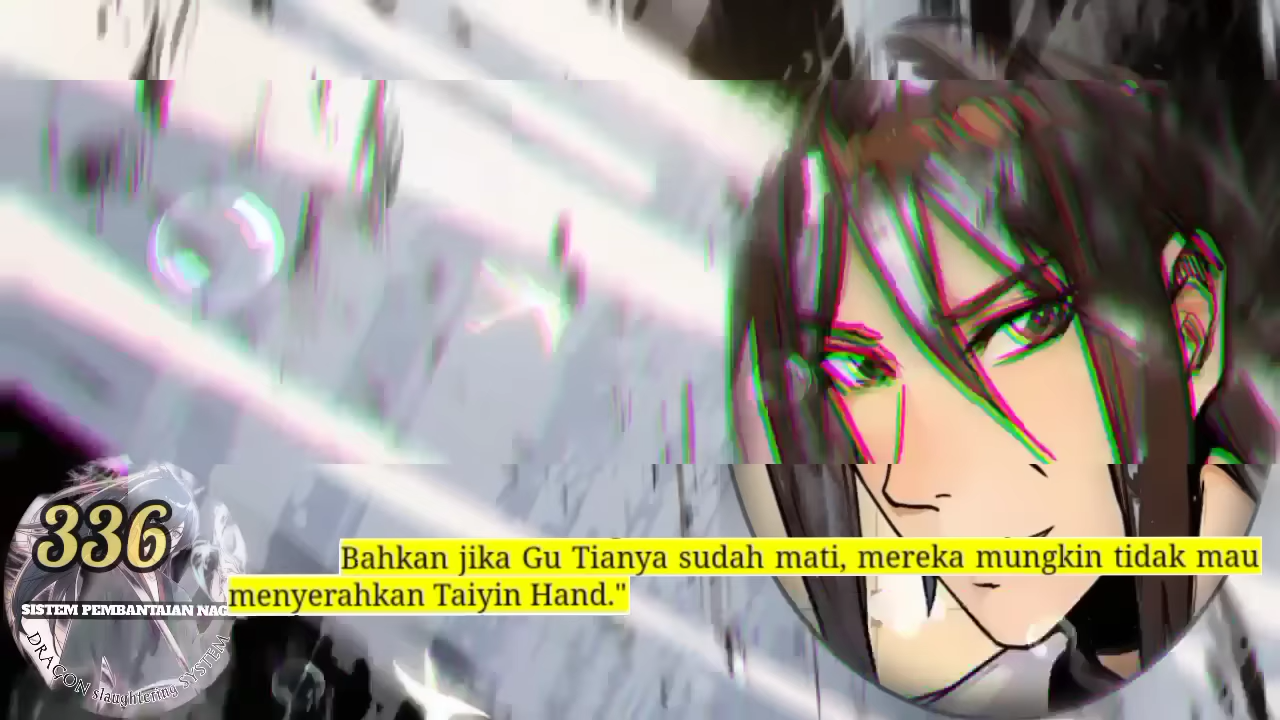 336
SISTEM PEMBANTAIAN NAG
DRAGON slaughtering SYSTEM
Bahkan jika Gu Tianya sudah mati, mereka mungkin tidak mau
menyerahkan Taiyin Hand."